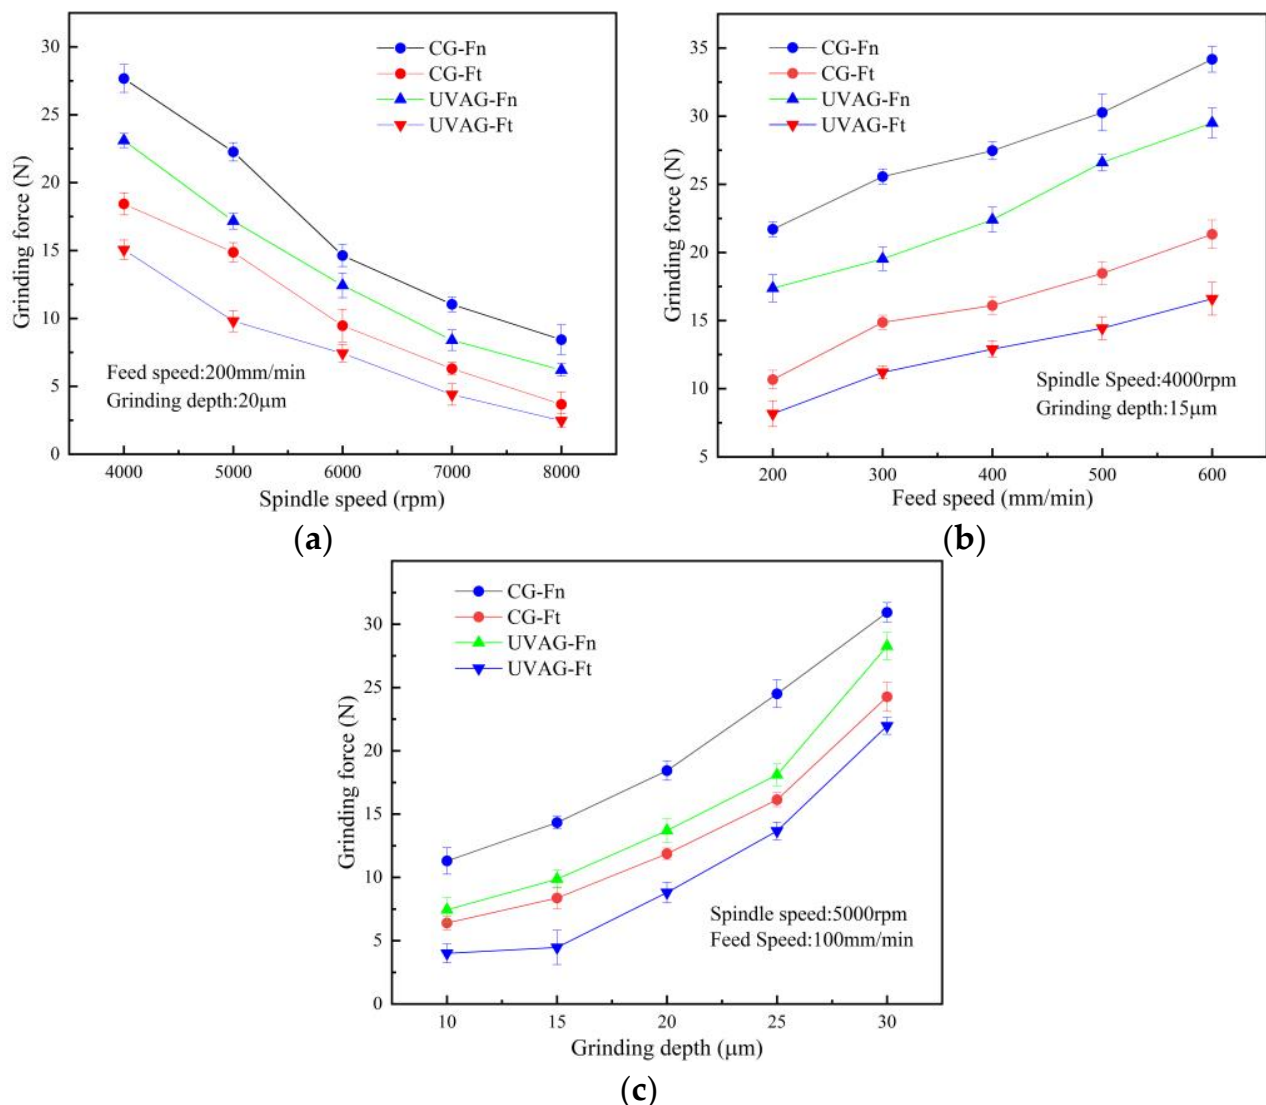 30
25
20
15
10
5
0
Grinding force (N)
CG-Fn
CG-Ft
UVAG-Fn
UVAG-Ft
Feed speed:200mm/min
Grinding depth:20μm
4000 5000 6000 7000 8000
Spindle speed (rpm)
(a)
35
30
25
20
15
10
5
Grinding force (N)
CG-Fn
CG-Ft
UVAG-Fn
UVAG-Ft
Spindle Speed:4000rpm
Grinding depth:15μm
200 300 400 500 600
Feed speed (mm/min)
(b)
30
25
20
15
10
5
0
Grinding force (N)
CG-Fn
CG-Ft
UVAG-Fn
UVAG-Ft
Spindle speed:5000rpm
Feed Speed:100mm/min
10 15 20 25 30
Grinding depth (μm)
(c)